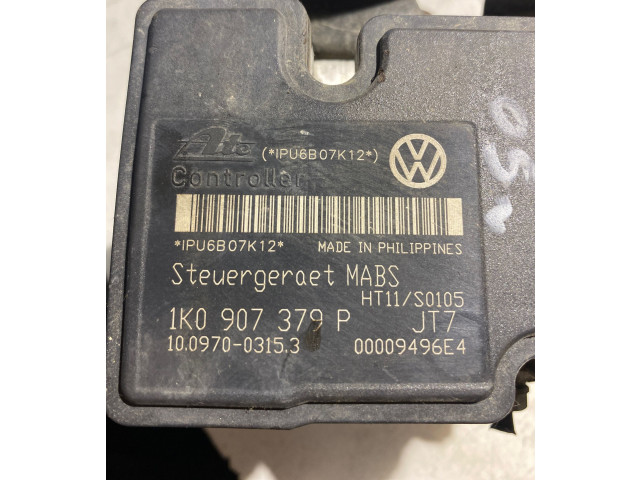 Ate (*IPU6B07K12*)
Controller
*IPU6B07K12* MADE IN PHILIPPINES
Steuergeraet MABS
HT11/S0105
1K0 907 379 P JT7
10.0970-0315.3 00009496E4